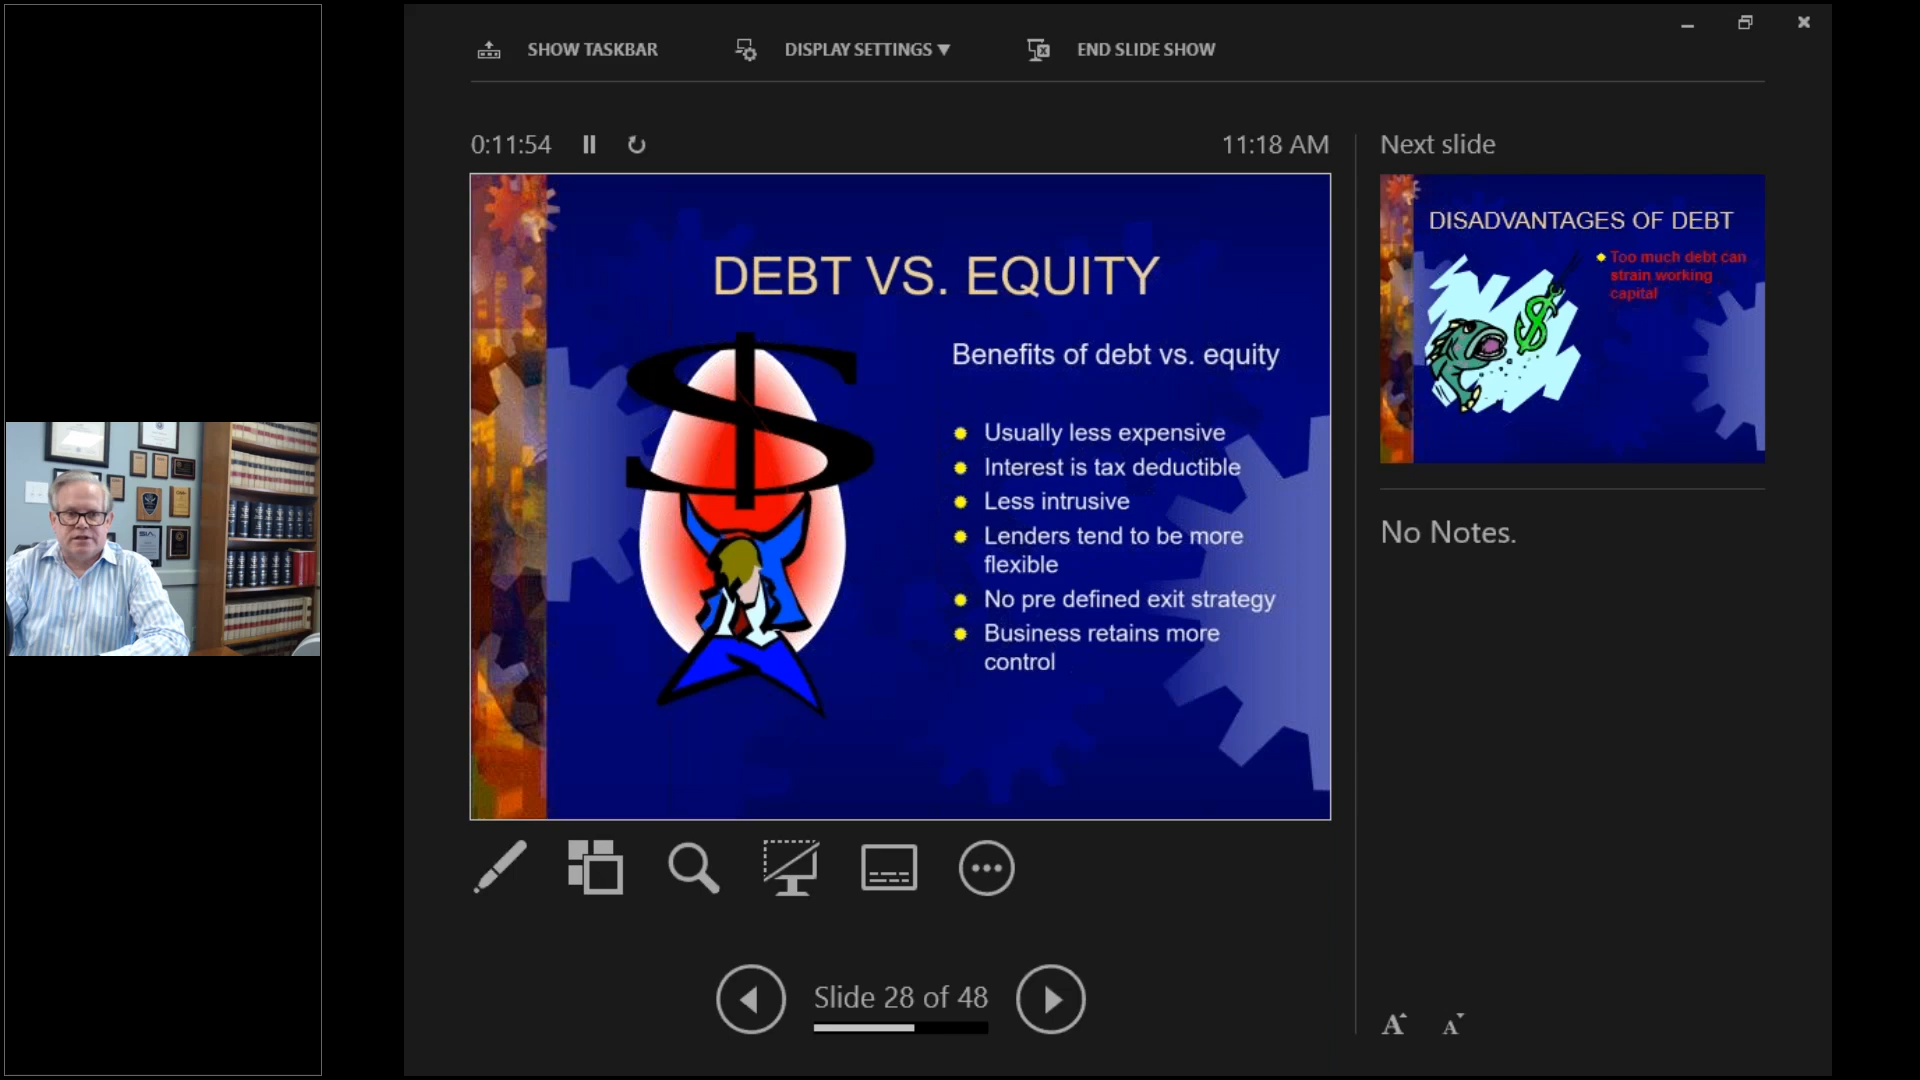 SHOW TASKBAR
DISPLAY SETTINGS ▼
END SLIDE SHOW
0:11:54
11:18 AM
Next slide
DEBT VS. EQUITY
Benefits of debt vs. equity
Usually less expensive
Interest is tax deductible
Less intrusive
Lenders tend to be more
flexible
No pre defined exit strategy
Business retains more
control
DISADVANTAGES OF DEBT
Too much debt can
strain working
capital
No Notes.
Slide 28 of 48
A A